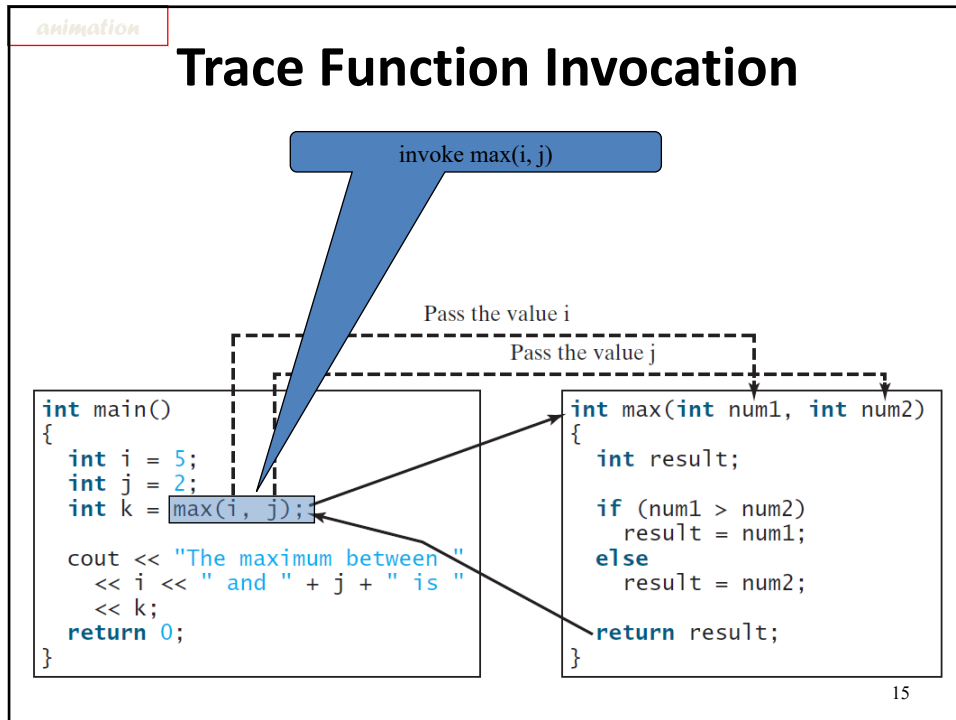 animation
Trace Function Invocation
invoke max(i, j)
Pass the value i
Pass the value j
int main()
{
int i = 5;
int j = 2;
int k = max(i, j);
cout << "The maximum between "
<< i << " and " + j + " is "
<< k;
return 0;
}
int max(int num1, int num2)
{
int result;
if (num1 > num2)
result = num1;
else
result = num2;
return result;
}
15